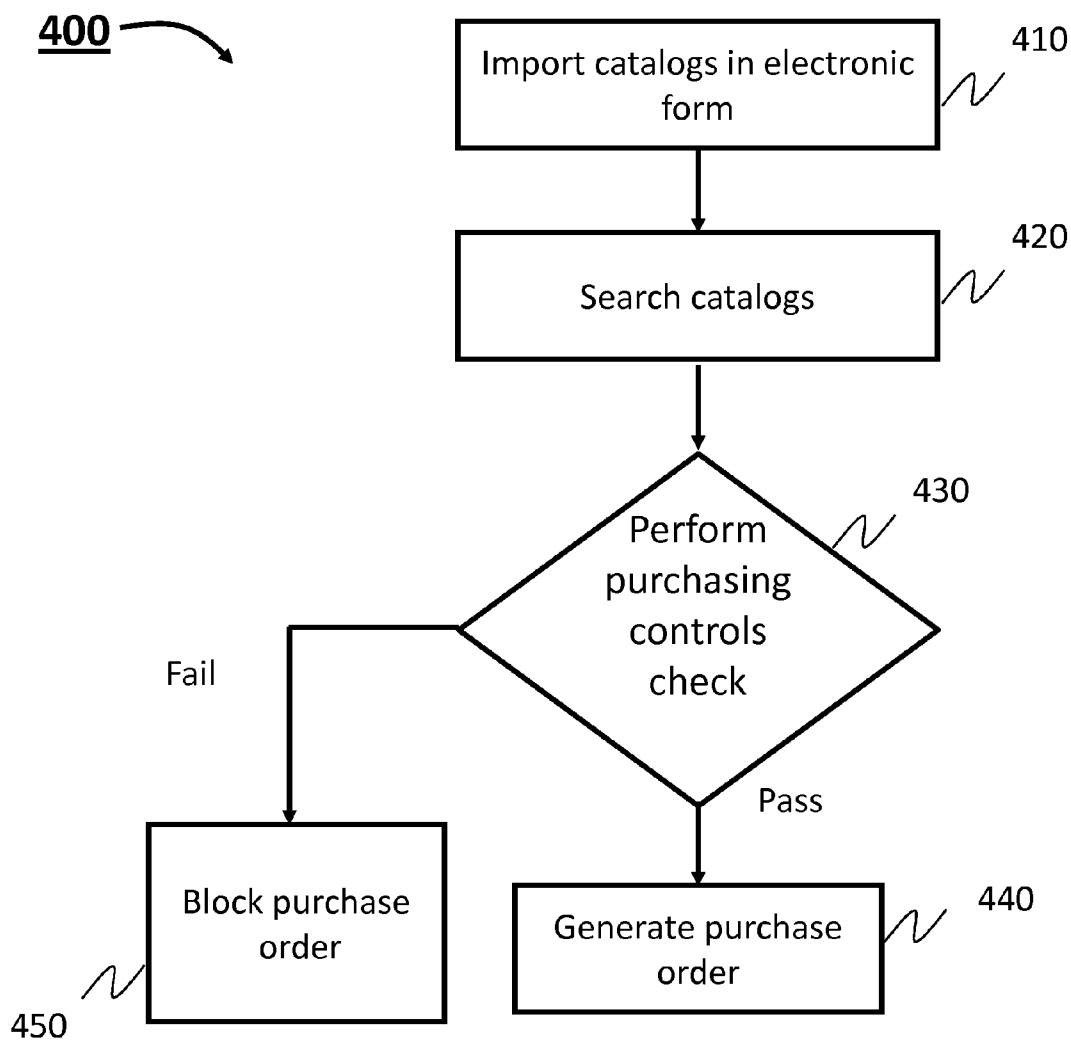 400
Import catalogs in electronic
form
410
Search catalogs
420
Perform
purchasing
controls
check
430
Fail
Pass
Block purchase
order
450
Generate purchase
order
440